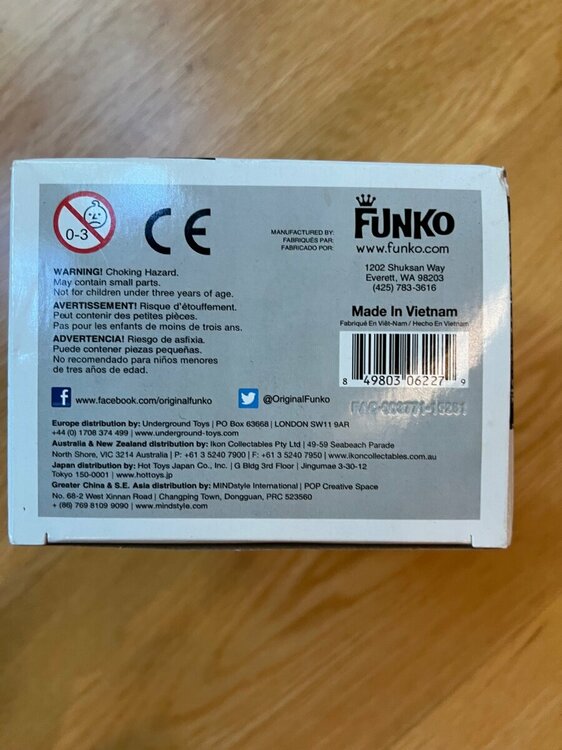 0-3
CE
MANUFACTURED BY:
FABRIQUÉS PAR:
FABRICADO POR:
FUNKO
www.funko.com
1202 Shuksan Way
Everett, WA 98203
(425) 783-3616
WARNING! Choking Hazard.
May contain small parts.
Not for children under three years of age.
AVERTISSEMENT! Risque d'étouffement.
Peut contenir des petites pièces.
Pas pour les enfants de moins de trois ans.
ADVERTENCIA! Riesgo de asfixia.
Puede contener piezas pequeñas.
No recomendado para niños menores
de tres años de edad.
Made In Vietnam
Fabriqué En Viêt-Nam / Hecho En Vietnam
8 49803 06227 9
f www.facebook.com/originalfunko
@OriginalFunko
Europe distribution by: Underground Toys | PO BOX 63668 | LONDON SW11 9AR
+44 (0) 1708 374 499 | www.underground-toys.com
Australia & New Zealand distribution by: Ikon Collectables Pty Ltd | 49-59 Seabeach Parade
North Shore, VIC 3214 Australia | P: +61 3 5240 7900 | F: +61 3 5240 7950 | www.ikoncollectables.com.au
Japan distribution by: Hot Toys Japan Co., Inc. | G Bldg 3rd Floor | Jingumae 3-30-12
Tokyo 150-0001 | www.hottoys.jp
Greater China & S.E. Asia distribution by: MINDstyle International | POP Creative Space
No. 68-2 West Xinnan Road | Changping Town, Dongguan, PRC 523560
+ (86) 769 8109 9090 | www.mindstyle.com